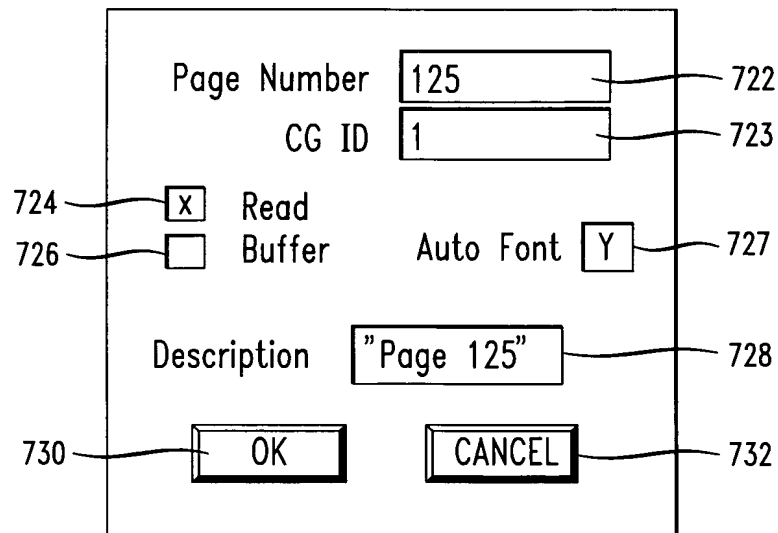 Page Number 125 722
CG ID 1 723
724 x Read
726 Buffer Auto Font Y 727
Description "Page 125" 728
730 OK CANCEL 732